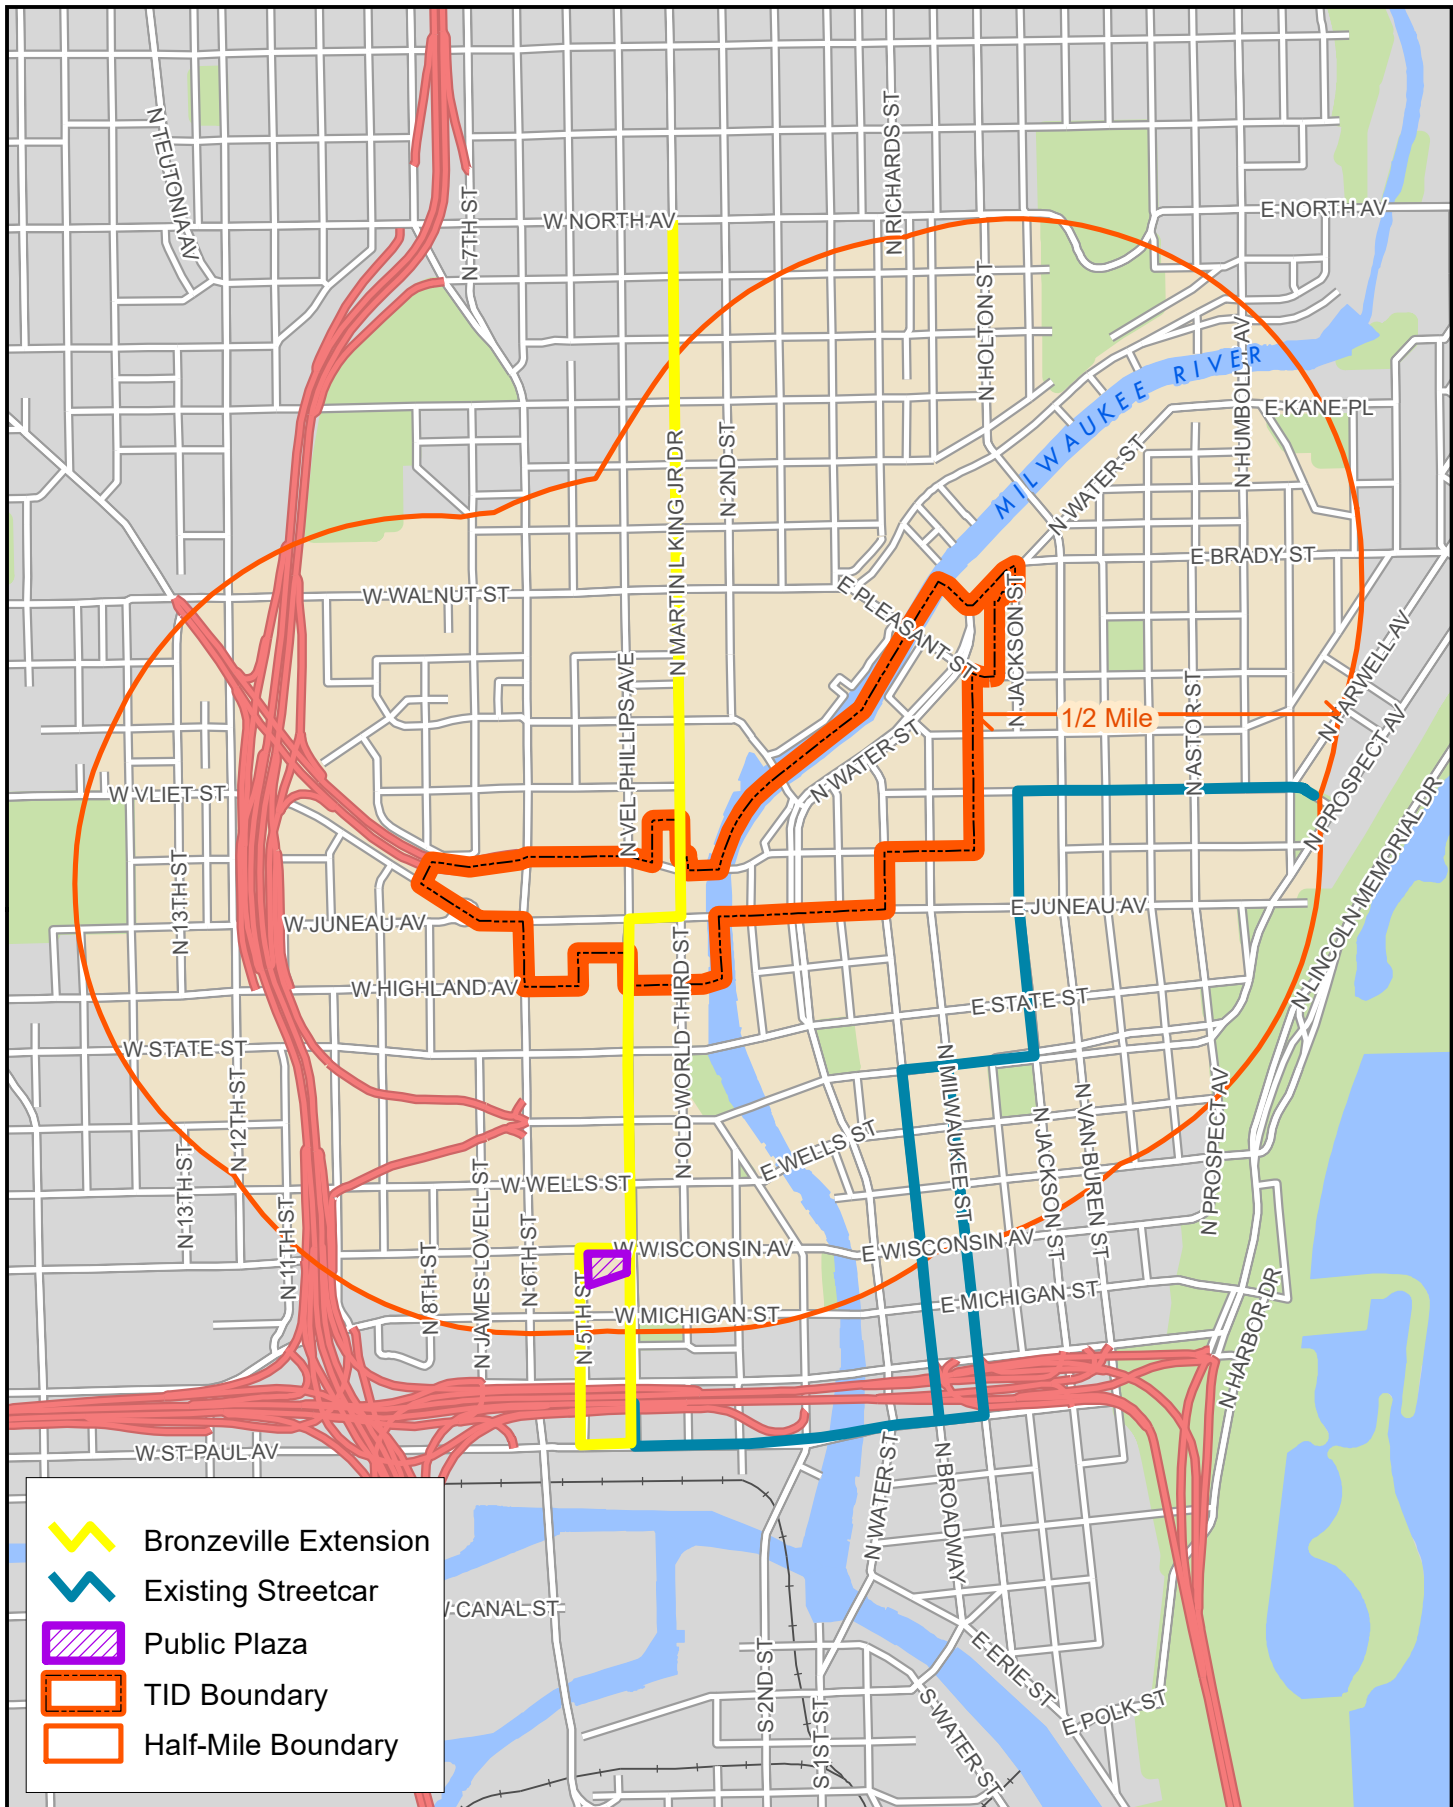 N RICHARDS ST
N TEUTONIA AV
N 7TH ST
W NORTH AV
E NORTH AV
N HOLTON ST
N HUMBOLDT AV
MILWAUKEE RIVER
E KANE PL
N MARTIN L KING JR DR
N 2ND ST
N WATER ST
E BRADY ST
W WALNUT ST
E PLEASANT ST
N JACKSON ST
N FARWELL AV
N VEL PHILLIPS AVE
N ASTOR ST
1/2 Mile
N PROSPECT AV
N WATER ST
W VLIET ST
N LINCOLN MEMORIAL DR
N 13TH ST
W JUNEAU AV
E JUNEAU AV
N OLD WORLD THIRD ST
W HIGHLAND AV
E STATE ST
W STATE ST
N MILWAUKEE ST
N 12TH ST
N PROSPECT AV
N VAN BUREN ST
N JACKSON ST
E WELLS ST
N 13TH ST
N JAMES LOVELL ST
W WELLS ST
N 11TH ST
N 6TH ST
N 8TH ST
W WISCONSIN AV
E WISCONSIN AV
N 5TH ST
E MICHIGAN ST
W MICHIGAN ST
N HARBOR DR
W ST PAUL AV
N WATER ST
N BROADWAY
W CANAL ST
Bronzeville Extension
Existing Streetcar
Public Plaza
TID Boundary
Half-Mile Boundary
S 2ND ST
S 1ST ST
E ERIE ST
S WATER ST
E POLK ST